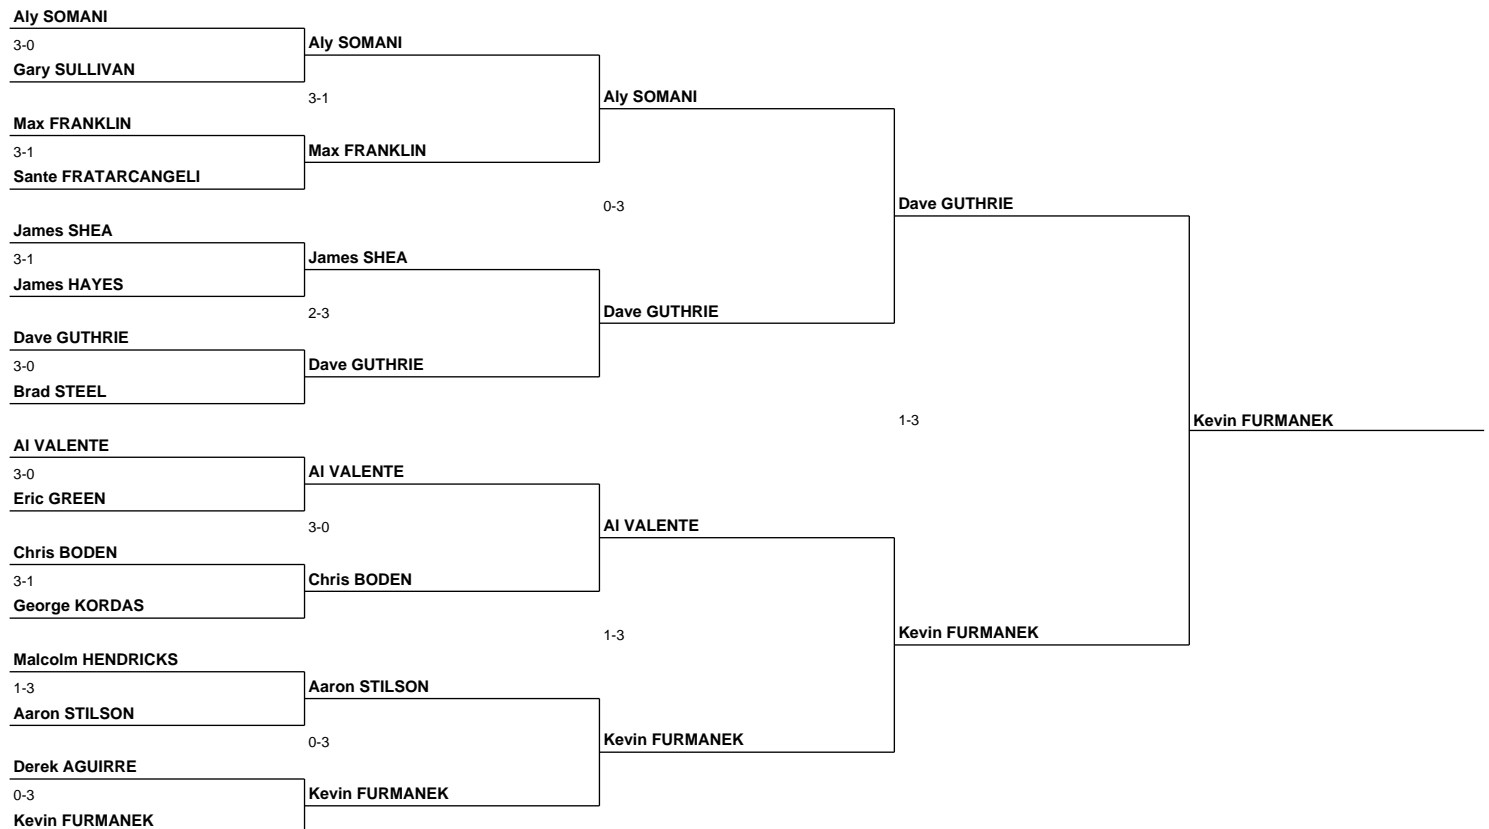 Aly SOMANI
3-0
Gary SULLIVAN
Max FRANKLIN
3-1
Sante FRATARCANGELI
James SHEA
3-1
James HAYES
Dave GUTHRIE
3-0
Brad STEEL
Al VALENTE
3-0
Eric GREEN
Chris BODEN
3-1
George KORDAS
Malcolm HENDRICKS
1-3
Aaron STILSON
Derek AGUIRRE
0-3
Kevin FURMANEK
Aly SOMANI
3-1
Max FRANKLIN
James SHEA
2-3
Dave GUTHRIE
Al VALENTE
3-0
Chris BODEN
Aaron STILSON
0-3
Kevin FURMANEK
Aly SOMANI
0-3
Dave GUTHRIE
Al VALENTE
1-3
Kevin FURMANEK
Dave GUTHRIE
1-3
Kevin FURMANEK
Kevin FURMANEK